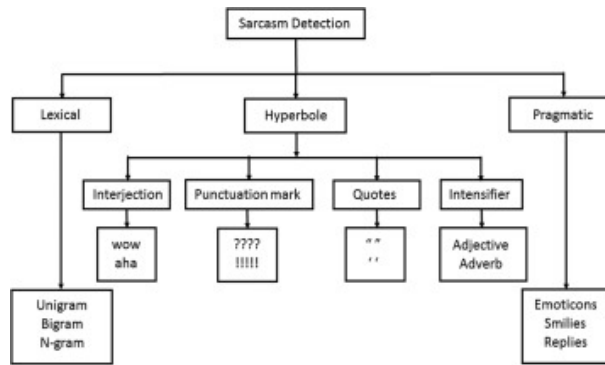 Sarcasm Detection
Lexical
Hyperbole
Pragmatic
Interjection
Punctuation mark
Quotes
Intensifier
wow
aha
????
!!!!!
“ ”
‘ ’
Adjective
Adverb
Unigram
Bigram
N-gram
Emoticons
Smilies
Replies